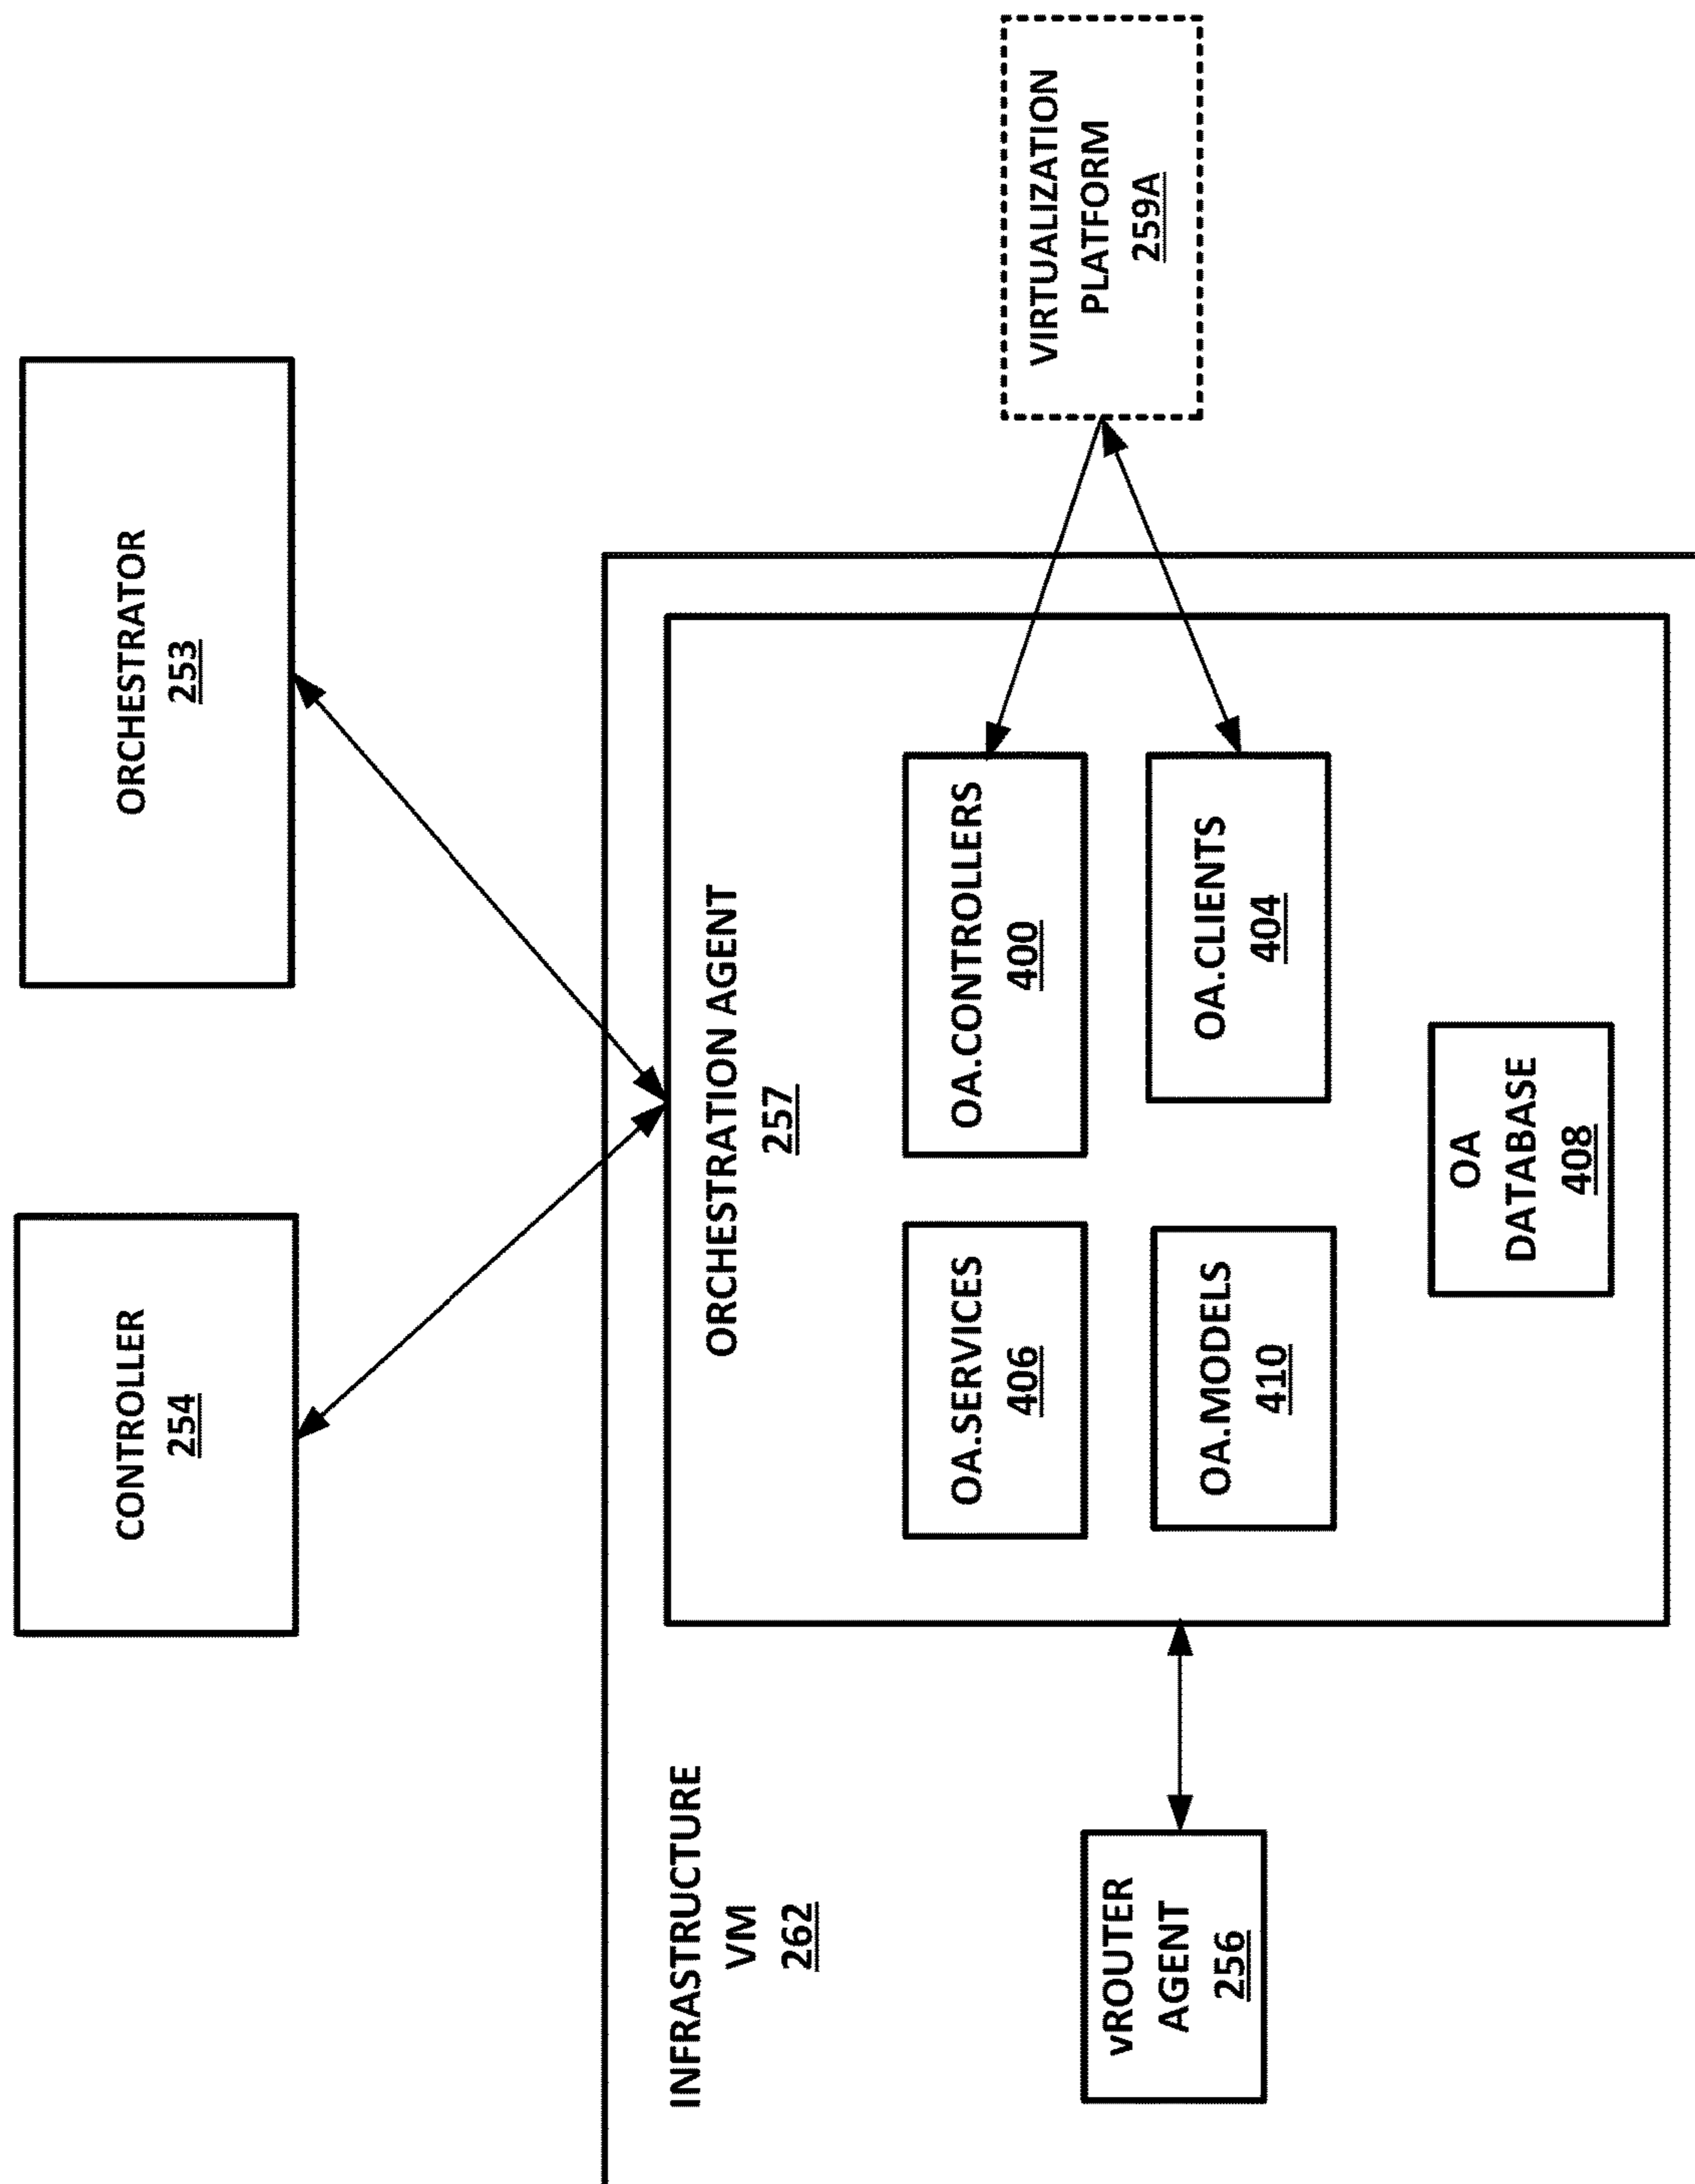 CONTROLLER
254
ORCHESTRATOR
253
INFRASTRUCTURE
VM
262
ORCHESTRATION AGENT
257
OA.SERVICES
406
OA.CONTROLLERS
400
vROUTER
AGENT
256
OA.MODELS
410
OA.CLIENTS
404
VIRTUALIZATION
PLATFORM
259A
OA
DATABASE
408